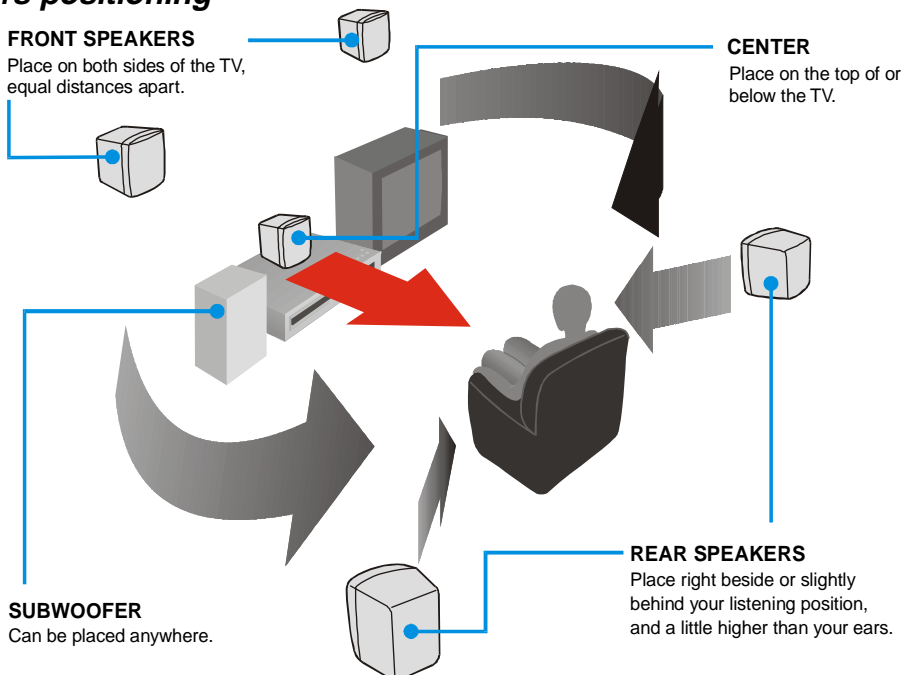 positioning
FRONT SPEAKERS
Place on both sides of the TV,
equal distances apart.
CENTER
Place on the top of or
below the TV.
SUBWOOFER
Can be placed anywhere.
REAR SPEAKERS
Place right beside or slightly
behind your listening position,
and a little higher than your ears.